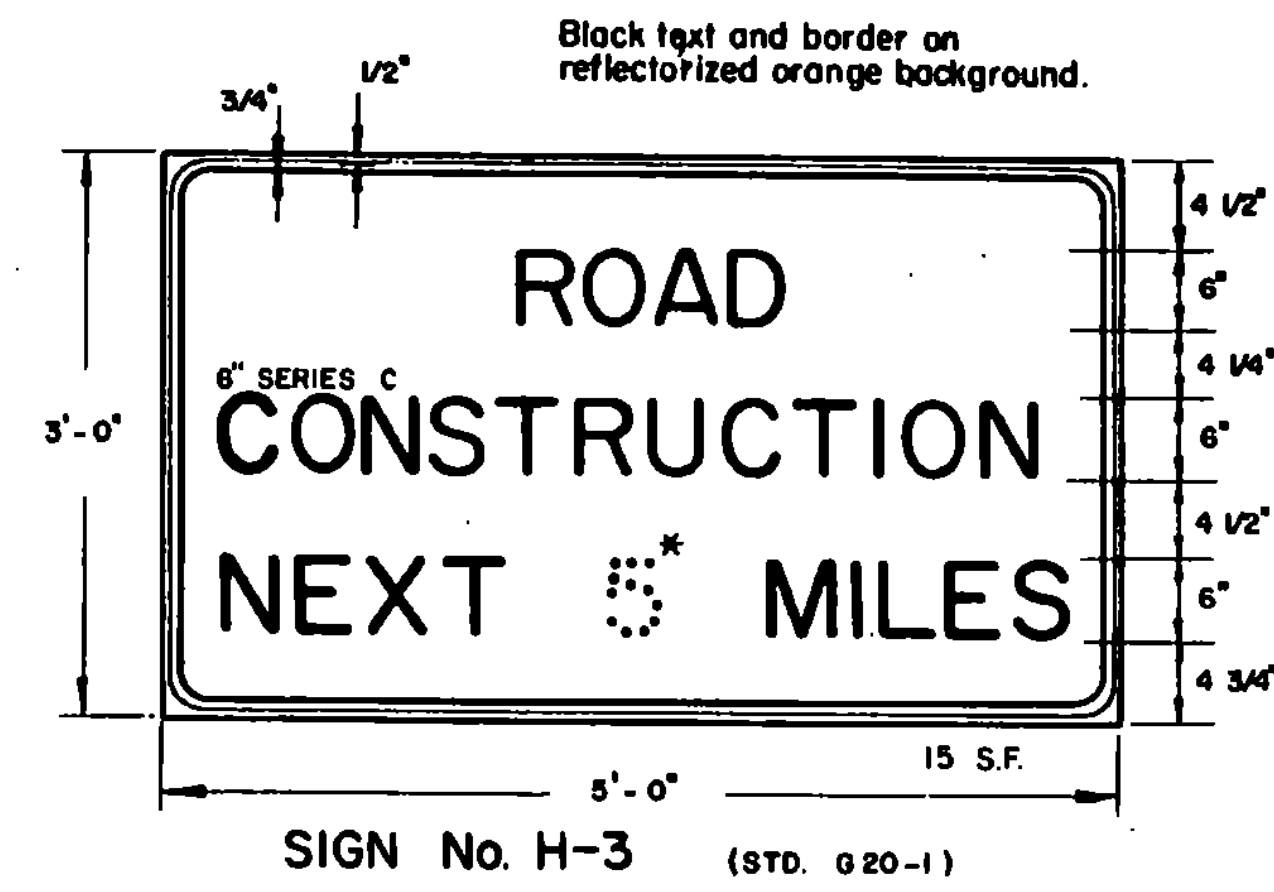 Black text and border on
reflectorized orange background.
1/2"
3/4"
4 1/2"
ROAD
6"
4 1/4"
6" SERIES C
CONSTRUCTION
3'-0"
6"
4 1/2"
NEXT 5* MILES
6"
4 3/4"
15 S.F.
5'-0"
SIGN No. H-3 (STD. G20-1)